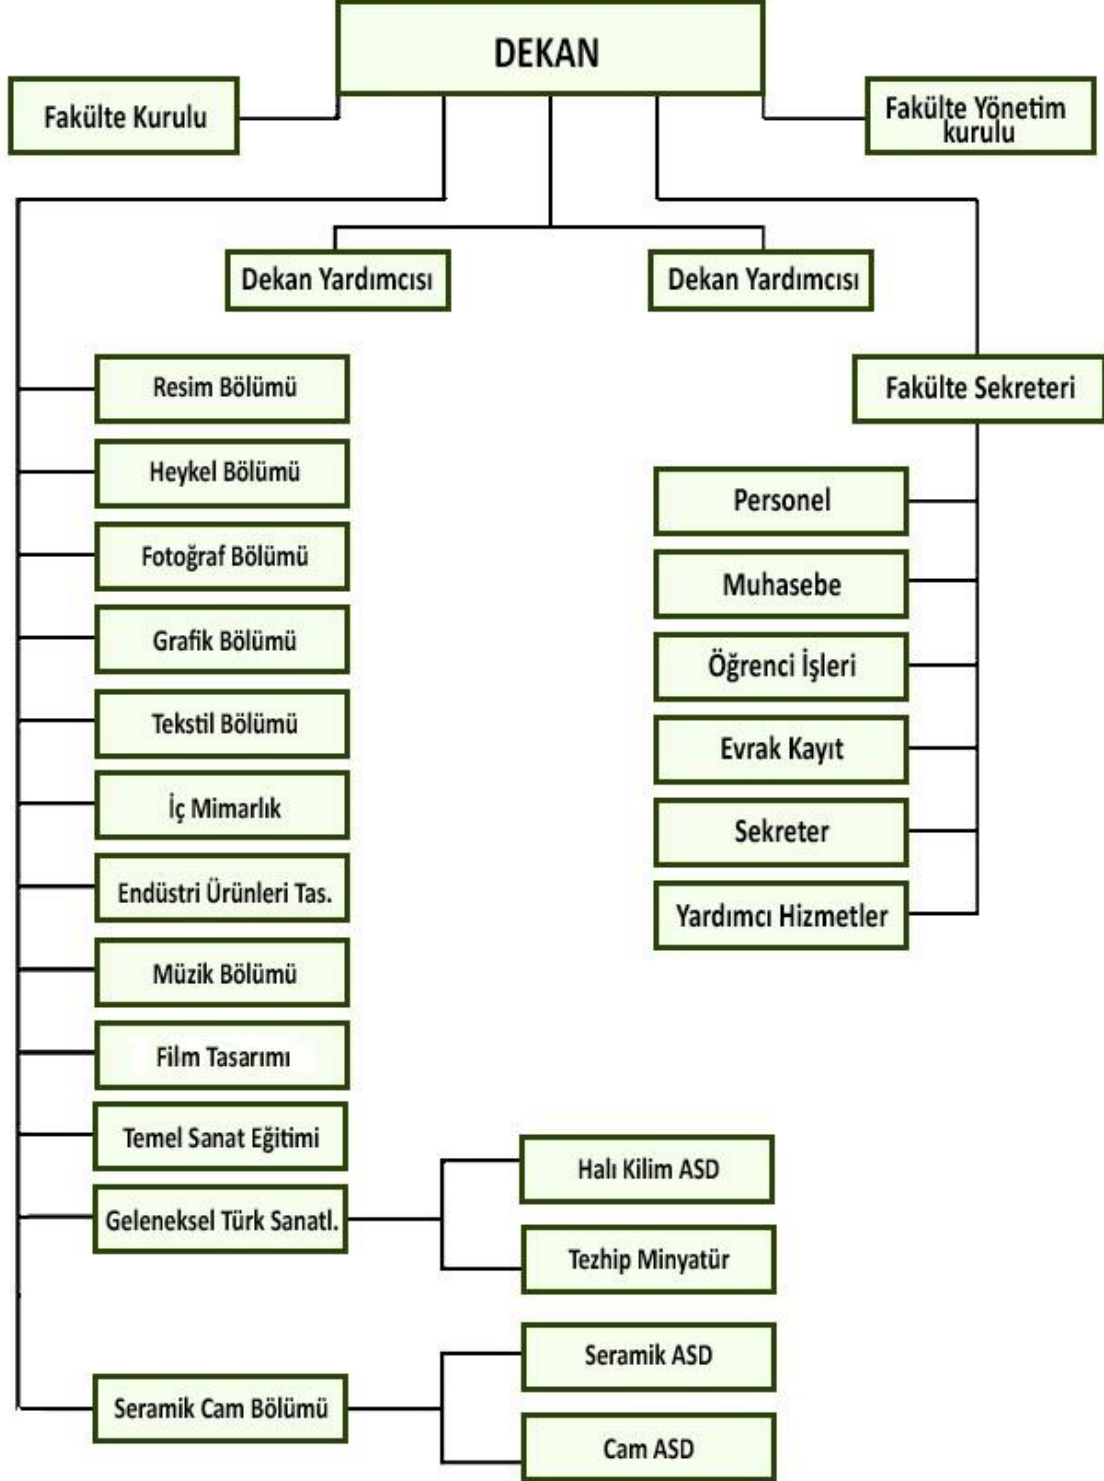 DEKAN
Fakülte Kurulu
Fakülte Yönetim
kurulu
Dekan Yardımcısı
Dekan Yardımcısı
Resim Bölümü
Heykel Bölümü
Fotoğraf Bölümü
Grafik Bölümü
Tekstil Bölümü
İç Mimarlık
Endüstri Ürünleri Tas.
Müzik Bölümü
Film Tasarımı
Temel Sanat Eğitimi
Geleneksel Türk Sanatl.
Halı Kilim ASD
Tezhip Minyatür
Seramik Cam Bölümü
Seramik ASD
Cam ASD
Fakülte Sekreteri
Personel
Muhasebe
Öğrenci İşleri
Evrak Kayıt
Sekreter
Yardımcı Hizmetler